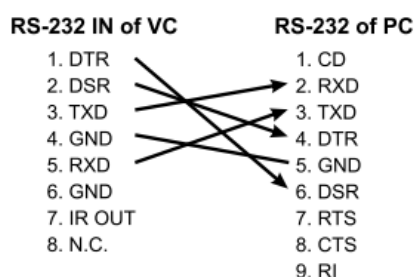 RS-232 IN of VC
1. DTR
2. DSR
3. TXD
4. GND
5. RXD
6. GND
7. IR OUT
8. N.C.
RS-232 of PC
1. CD
2. RXD
3. TXD
4. DTR
5. GND
6. DSR
7. RTS
8. CTS
9. RI